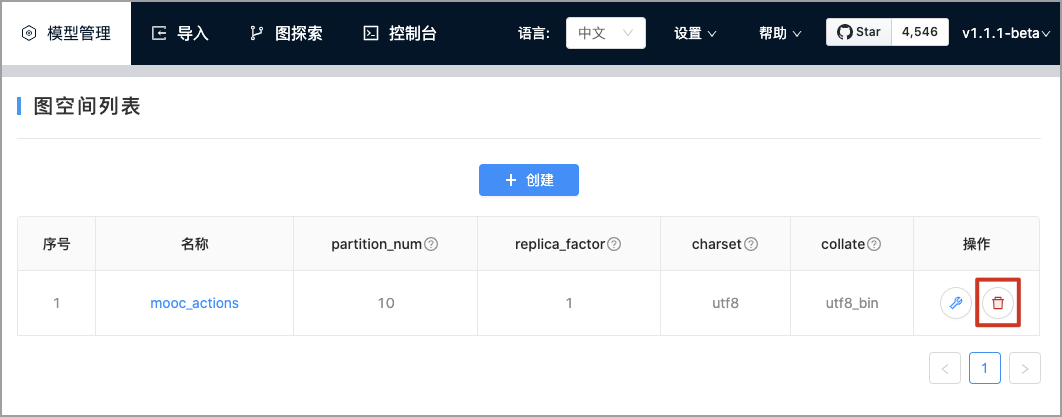 模型管理 导入 图探索 控制台 语言: 中文 设置 帮助 Star 4,546 v1.1.1-beta
图空间列表
+ 创建
序号 名称 partition_num replica_factor charset collate 操作
1 mooc_actions 10 1 utf8 utf8_bin
< 1 >